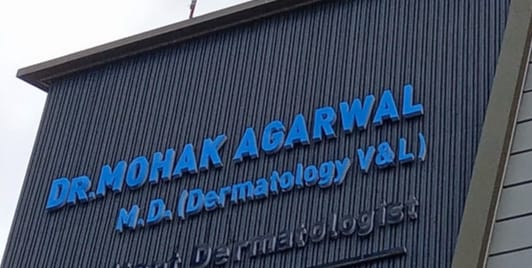 DR.MOHAK AGARWAL
M.D. (Dermatology V&L)
Dermatologist